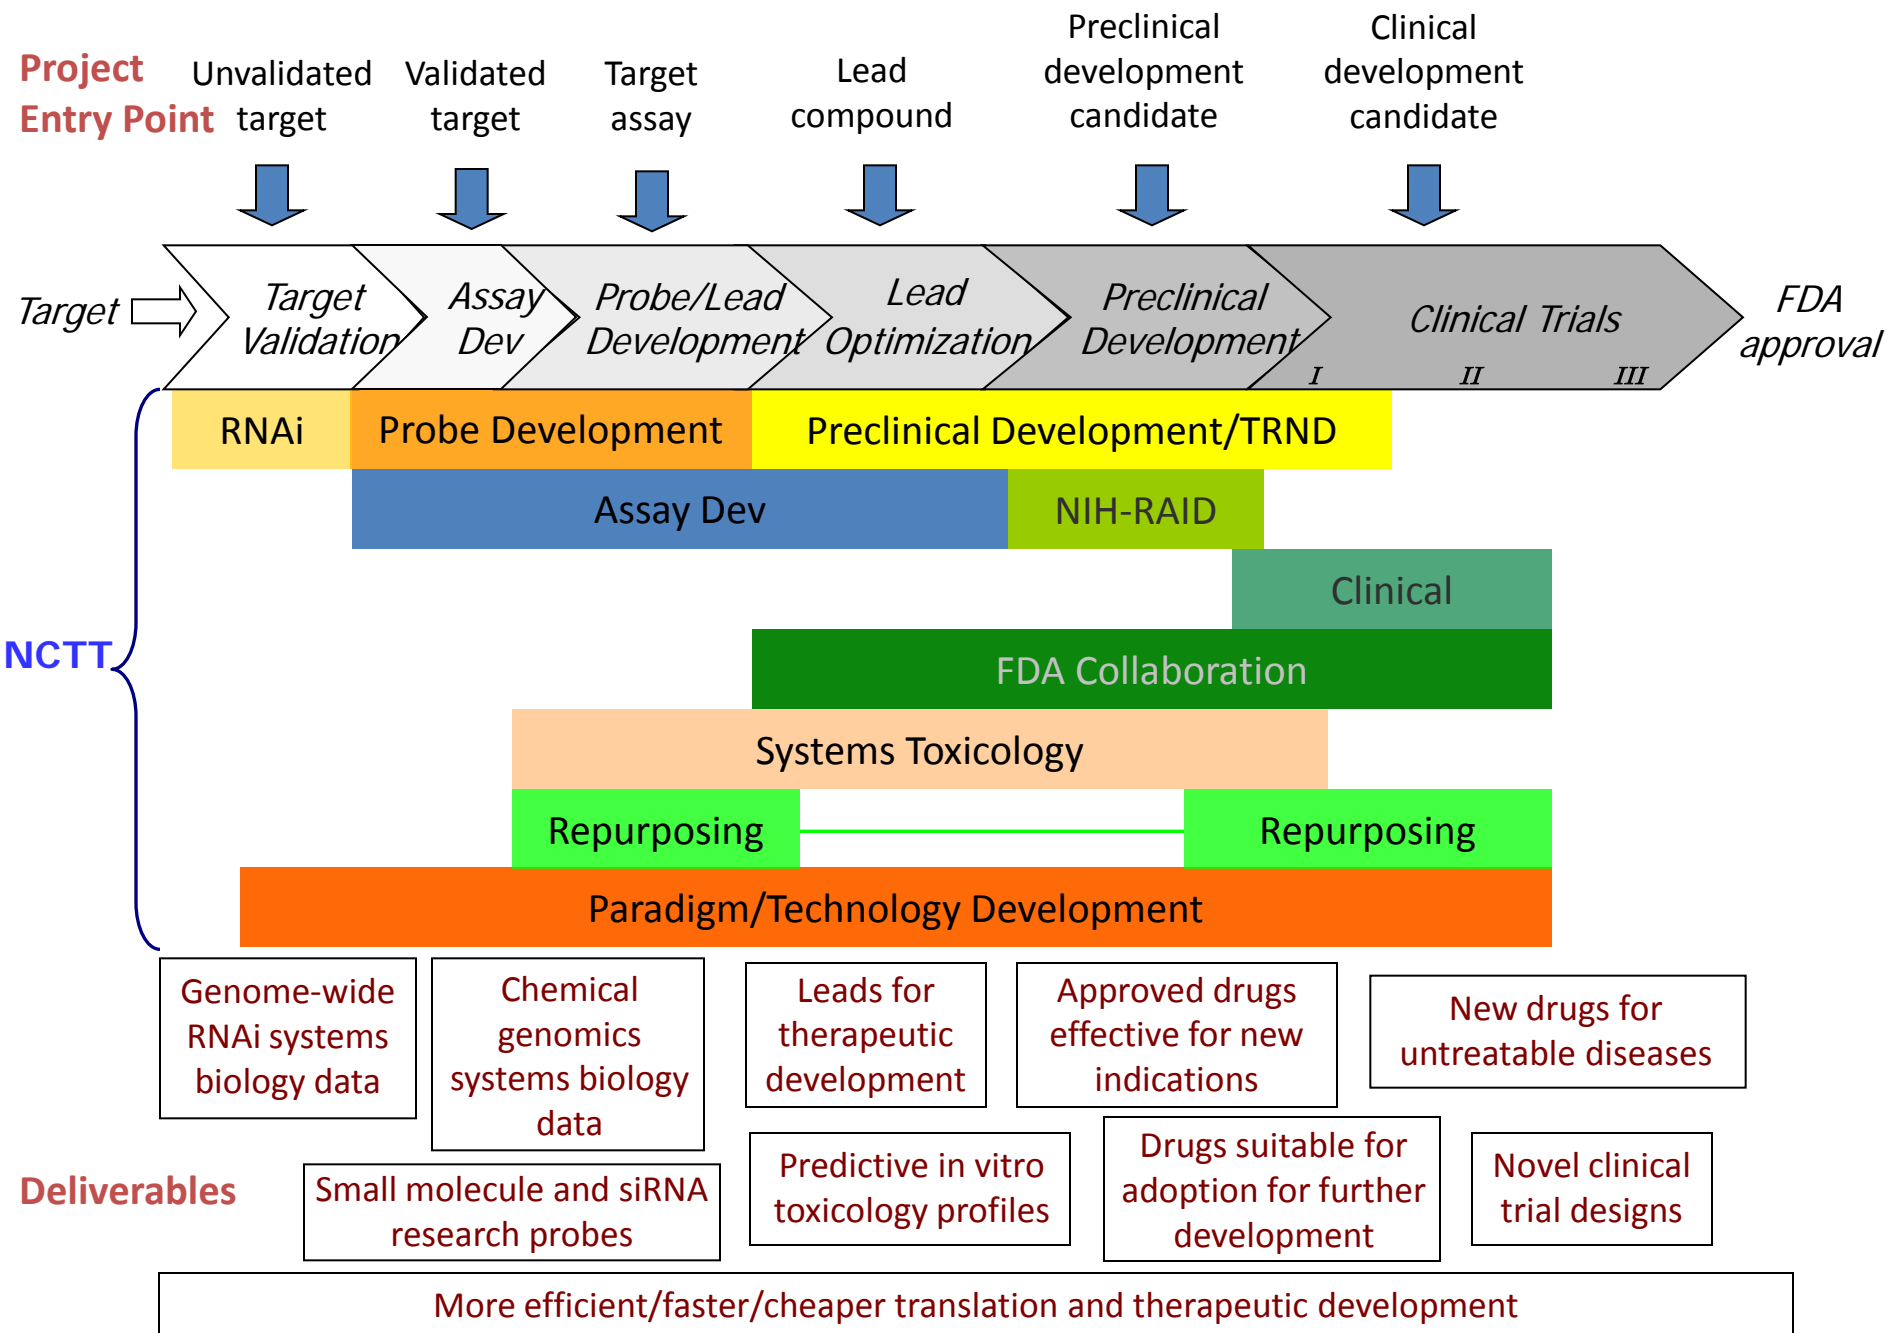 Project
Entry Point
Unvalidated
target
Validated
target
Target
assay
Lead
compound
Preclinical
development
candidate
Clinical
development
candidate
Target
Target
Validation
Assay
Dev
Probe/Lead
Development
Lead
Optimization
Preclinical
Development
Clinical Trials
I
II
III
FDA
approval
NCTT
RNAi
Probe Development
Preclinical Development/TRND
Assay Dev
NIH-RAID
Clinical
FDA Collaboration
Systems Toxicology
Repurposing
Repurposing
Paradigm/Technology Development
Deliverables
Genome-wide
RNAi systems
biology data
Chemical
genomics
systems biology
data
Leads for
therapeutic
development
Approved drugs
effective for new
indications
New drugs for
untreatable diseases
Small molecule and siRNA
research probes
Predictive in vitro
toxicology profiles
Drugs suitable for
adoption for further
development
Novel clinical
trial designs
More efficient/faster/cheaper translation and therapeutic development